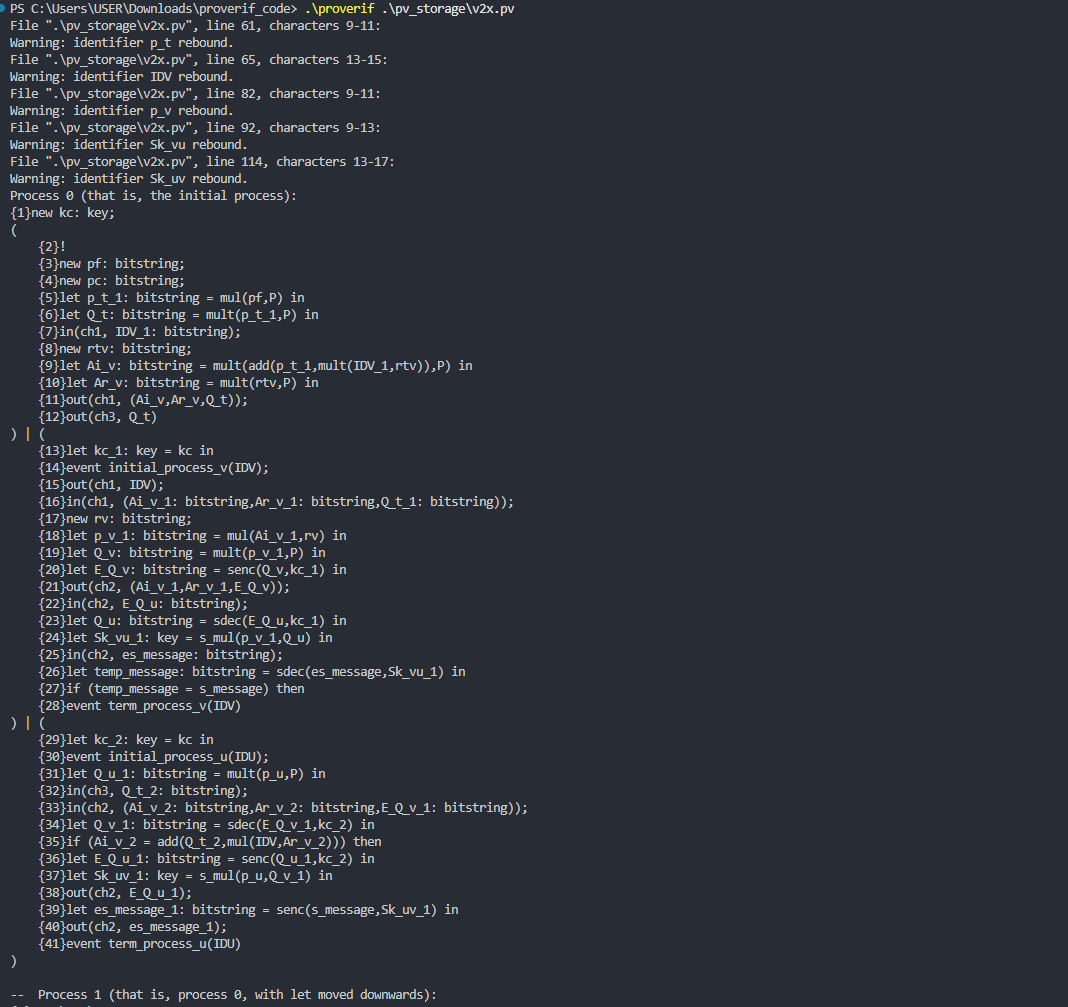 PS C:\Users\USER\Downloads\proverif_code> .\proverif .\pv_storage\v2x.pv
File ".\pv_storage\v2x.pv", line 61, characters 9-11:
Warning: identifier p_t rebound.
File ".\pv_storage\v2x.pv", line 65, characters 13-15:
Warning: identifier IDV rebound.
File ".\pv_storage\v2x.pv", line 82, characters 9-11:
Warning: identifier p_v rebound.
File ".\pv_storage\v2x.pv", line 92, characters 9-13:
Warning: identifier Sk_vu rebound.
File ".\pv_storage\v2x.pv", line 114, characters 13-17:
Warning: identifier Sk_uv rebound.
Process 0 (that is, the initial process):
{1}new kc: key;
(
    {2}!
    {3}new pf: bitstring;
    {4}new pc: bitstring;
    {5}let p_t_1: bitstring = mul(pf,P) in
    {6}let Q_t: bitstring = mult(p_t_1,P) in
    {7}in(ch1, IDV_1: bitstring);
    {8}new rtv: bitstring;
    {9}let Ai_v: bitstring = mult(add(p_t_1,mult(IDV_1,rtv)),P) in
    {10}let Ar_v: bitstring = mult(rtv,P) in
    {11}out(ch1, (Ai_v,Ar_v,Q_t));
    {12}out(ch3, Q_t)
) | (
    {13}let kc_1: key = kc in
    {14}event initial_process_v(IDV);
    {15}out(ch1, IDV);
    {16}in(ch1, (Ai_v_1: bitstring,Ar_v_1: bitstring,Q_t_1: bitstring));
    {17}new rv: bitstring;
    {18}let p_v_1: bitstring = mul(Ai_v_1,rv) in
    {19}let Q_v: bitstring = mult(p_v_1,P) in
    {20}let E_Q_v: bitstring = senc(Q_v,kc_1) in
    {21}out(ch2, (Ai_v_1,Ar_v_1,E_Q_v));
    {22}in(ch2, E_Q_u: bitstring);
    {23}let Q_u: bitstring = sdec(E_Q_u,kc_1) in
    {24}let Sk_vu_1: key = s_mul(p_v_1,Q_u) in
    {25}in(ch2, es_message: bitstring);
    {26}let temp_message: bitstring = sdec(es_message,Sk_vu_1) in
    {27}if (temp_message = s_message) then
    {28}event term_process_v(IDV)
) | (
    {29}let kc_2: key = kc in
    {30}event initial_process_u(IDU);
    {31}let Q_u_1: bitstring = mult(p_u,P) in
    {32}in(ch3, Q_t_2: bitstring);
    {33}in(ch2, (Ai_v_2: bitstring,Ar_v_2: bitstring,E_Q_v_1: bitstring));
    {34}let Q_v_1: bitstring = sdec(E_Q_v_1,kc_2) in
    {35}if (Ai_v_2 = add(Q_t_2,mul(IDV,Ar_v_2))) then
    {36}let E_Q_u_1: bitstring = senc(Q_u_1,kc_2) in
    {37}let Sk_uv_1: key = s_mul(p_u,Q_v_1) in
    {38}out(ch2, E_Q_u_1);
    {39}let es_message_1: bitstring = senc(s_message,Sk_uv_1) in
    {40}out(ch2, es_message_1);
    {41}event term_process_u(IDU)
)
--  Process 1 (that is, process 0, with let moved downwards):